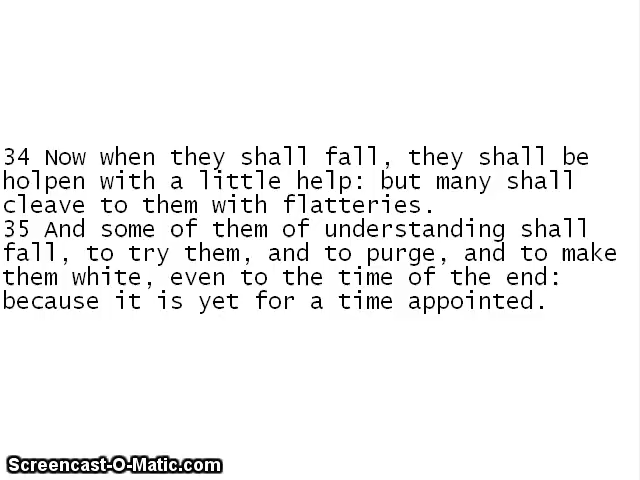 34 Now when they shall fall, they shall be
holpen with a little help: but many shall
cleave to them with flatteries.
35 And some of them of understanding shall
fall, to try them, and to purge, and to make
them white, even to the time of the end:
because it is yet for a time appointed.
Screencast-O-Matic.com